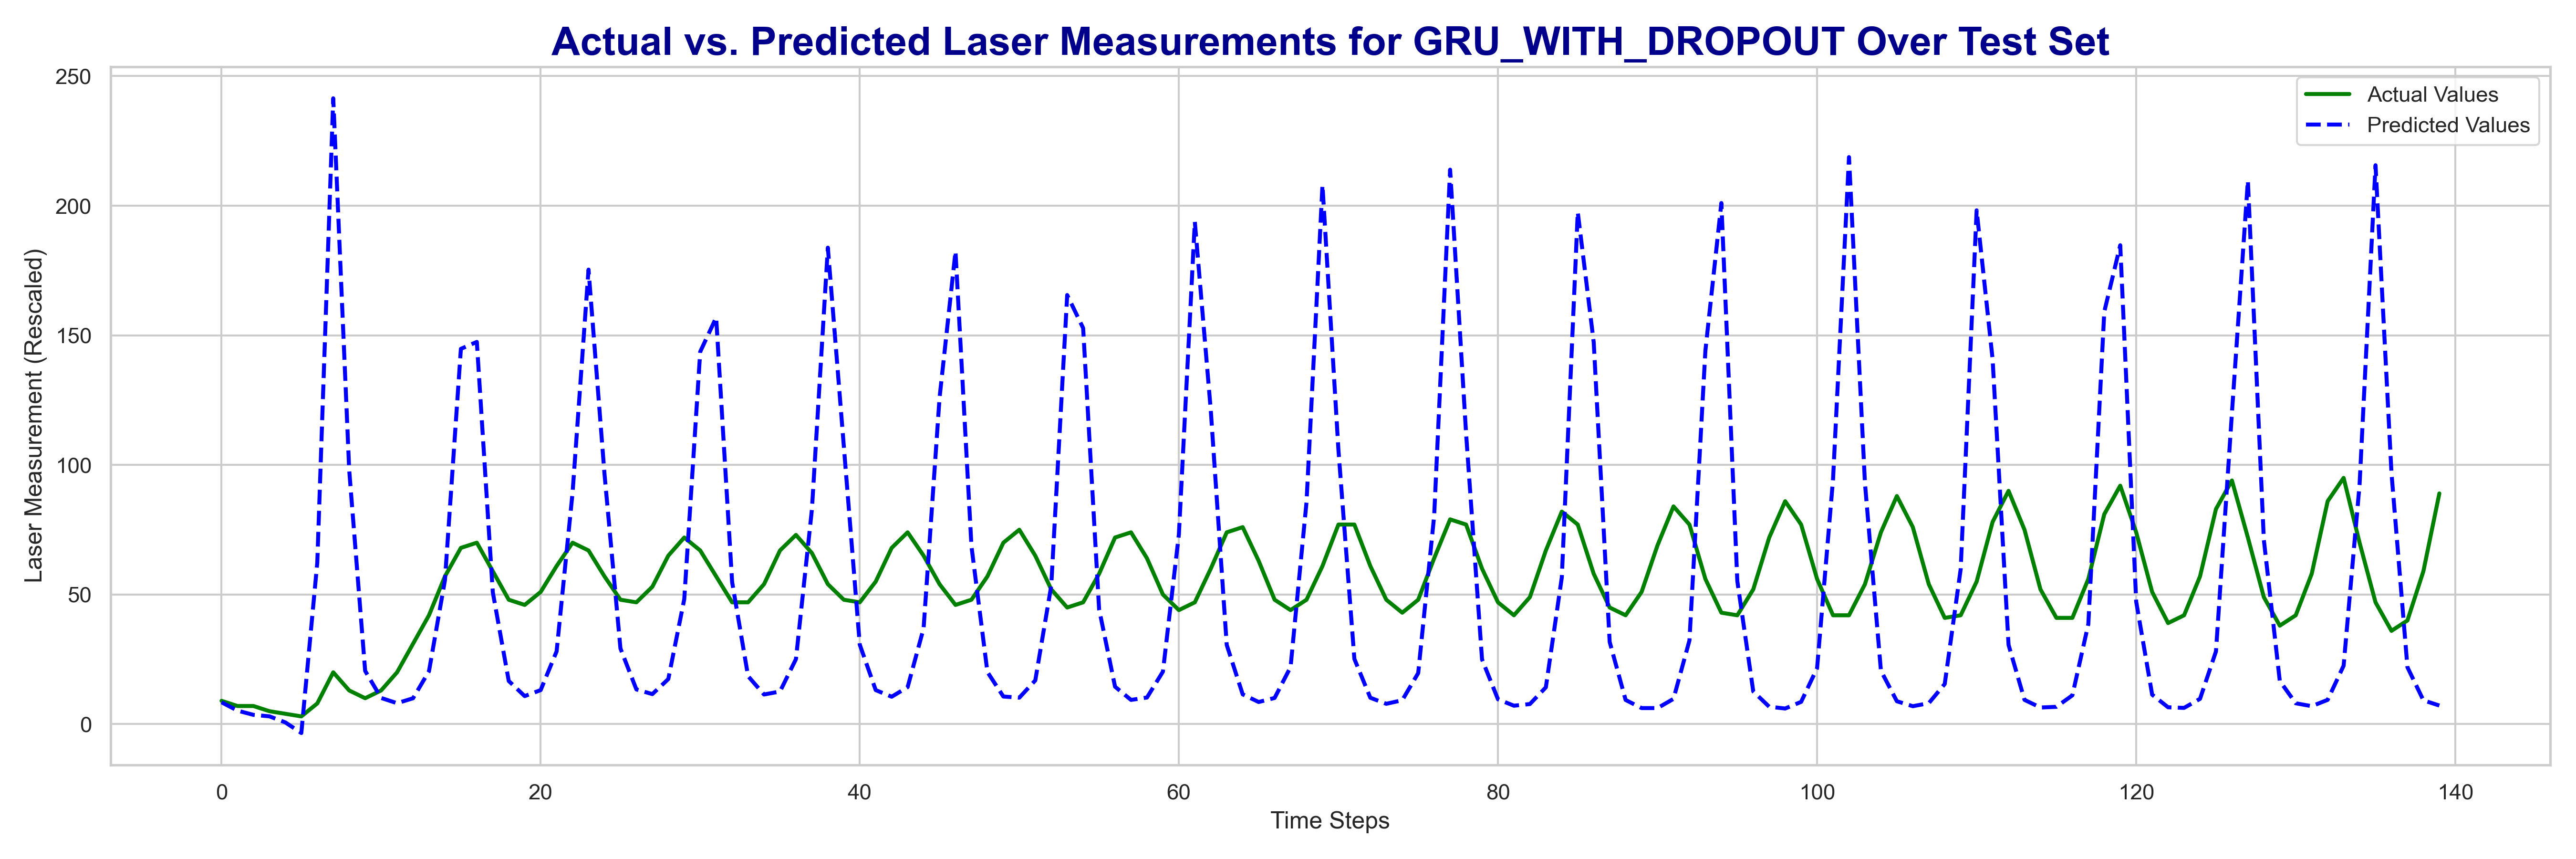 Actual vs. Predicted Laser Measurements for GRU_WITH_DROPOUT Over Test Set
Laser Measurement (Rescaled)
250
200
150
100
50
0
Actual Values
Predicted Values
0 20 40 60 80 100 120 140
Time Steps